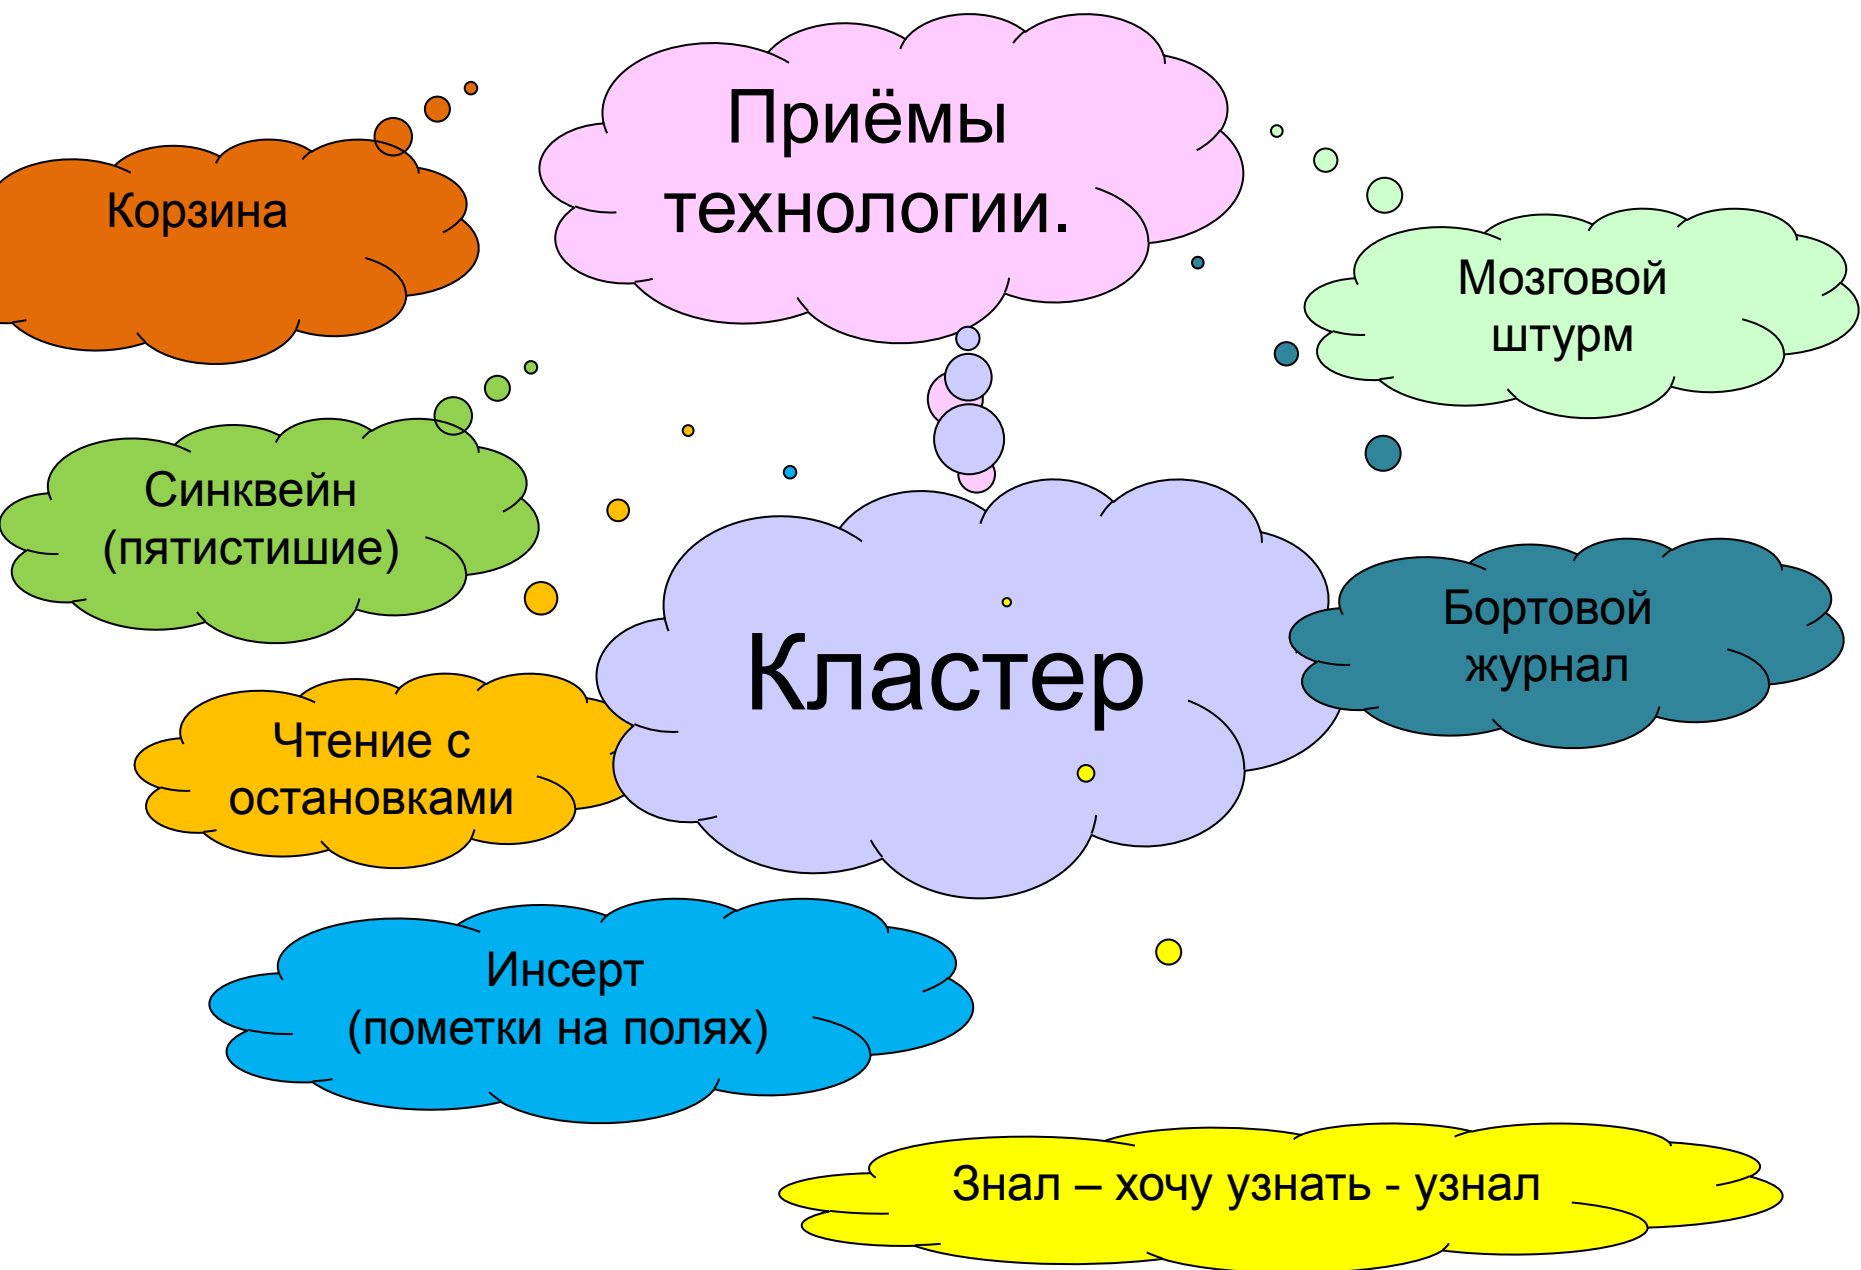 Приёмы
технологии.
Корзина
Мозговой
штурм
Синквейн
(пятистишие)
Кластер
Бортовой
журнал
Чтение с
остановками
Инсерт
(пометки на полях)
Знал – хочу узнать - узнал